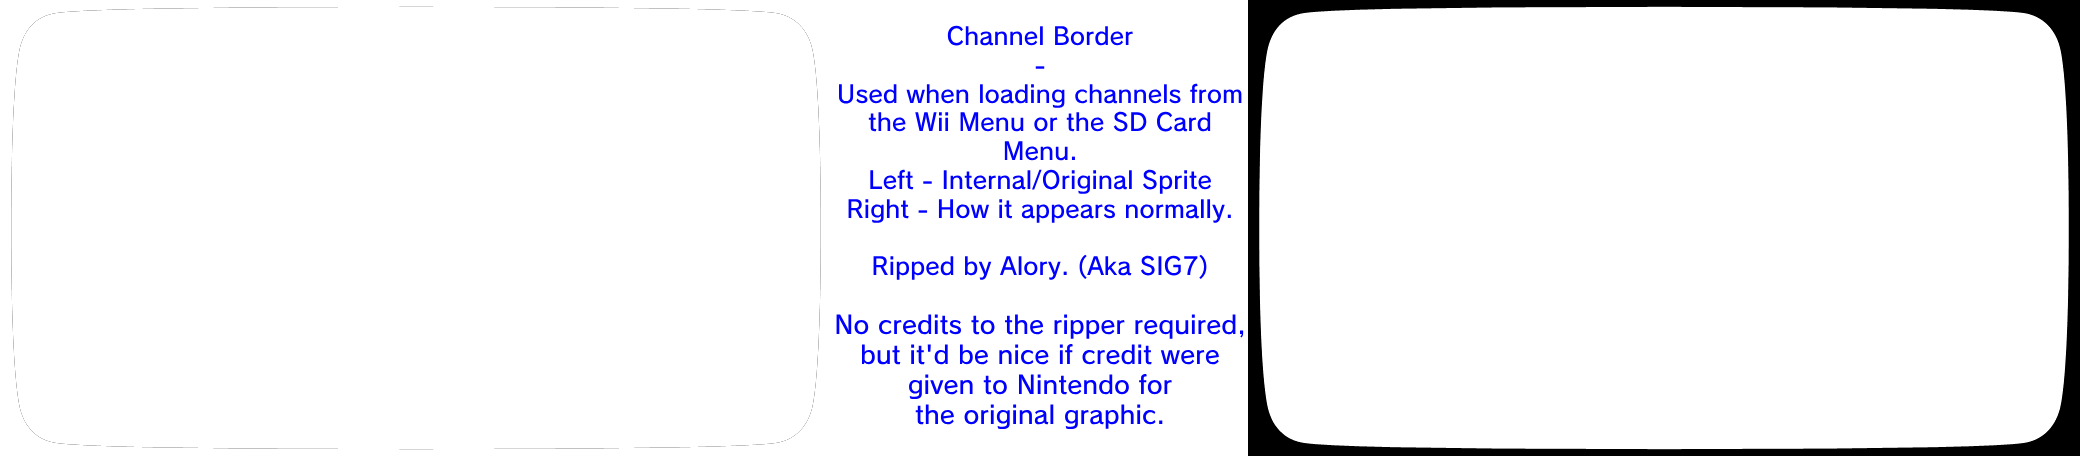 Channel Border
-
Used when loading channels from
the Wii Menu or the SD Card
Menu.
Left - Internal/Original Sprite
Right - How it appears normally.
Ripped by Alory. (Aka SIG7)
No credits to the ripper required,
but it'd be nice if credit were
given to Nintendo for
the original graphic.